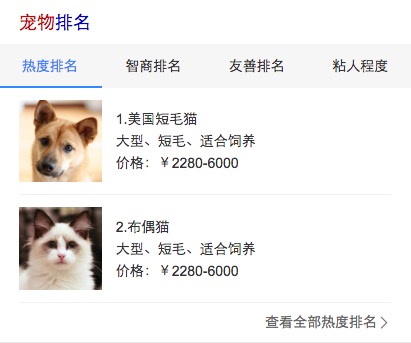 宠物排名
热度排名 智商排名 友善排名 粘人程度
1.美国短毛猫
大型、短毛、适合饲养
价格：￥2280-6000
2.布偶猫
大型、短毛、适合饲养
价格：￥2280-6000
查看全部热度排名